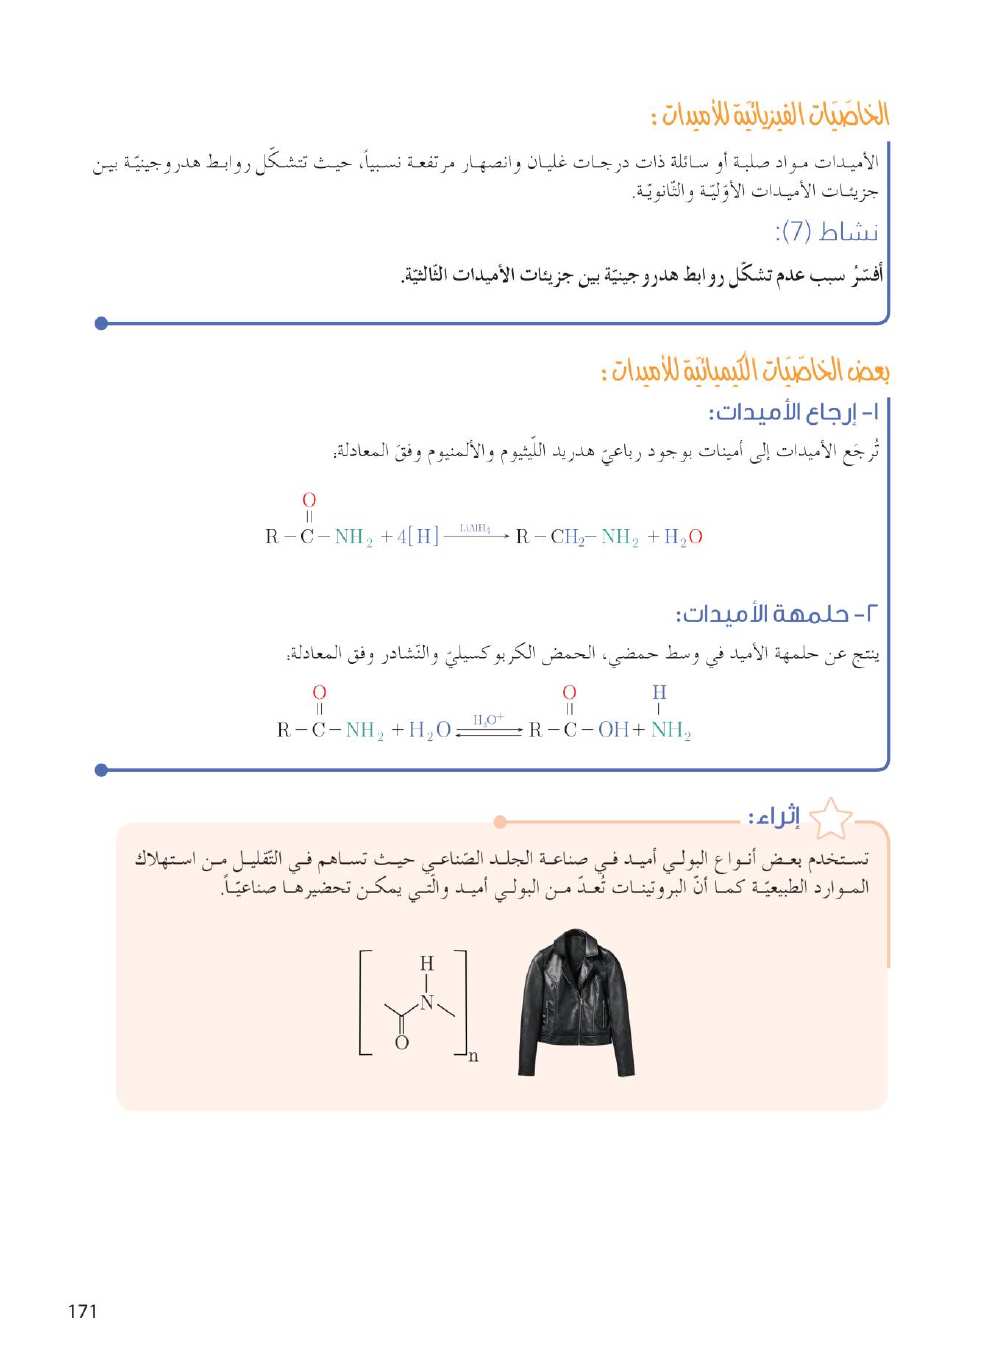 الخاصّيّات الفيزيائيّة للأميدات :
الأميدات مواد صلبة أو سائلة ذات درجات غليان وانصهار مرتفعة نسبياً، حيث تتشكّل روابط هدروجينيّة بين
جزيئات الأميدات الأوّليّة والثّانويّة.
نشاط (7):
أفسّرُ سبب عدم تشكّل روابط هدروجينيّة بين جزيئات الأميدات الثّالثيّة.
بعض الخاصّيّات الكيميائيّة للأميدات :
١- إرجاع الأميدات:
تُرجَع الأميدات إلى أمينات بوجود رباعيّ هدريد اللّيثيوم والألمنيوم وفقَ المعادلة:
O
||
R – C – NH₂ + 4[H] LiAlH₄ → R – CH₂– NH₂ + H₂O
٢- حلمهة الأميدات:
ينتج عن حلمهة الأميد في وسط حمضي، الحمض الكربوكسيليّ والنّشادر وفق المعادلة:
O O H
|| || |
R – C – NH₂ + H₂O H₃O⁺ ⇌ R – C – OH + NH₂
إثراء:
تستخدم بعض أنواع البولي أميد في صناعة الجلد الصّناعي حيث تساهم في التّقليل من استهلاك
الموارد الطبيعيّة كما أنّ البروتينات تُعدّ من البولي أميد والّتي يمكن تحضيرها صناعيّاً.
H
N
O
n
171